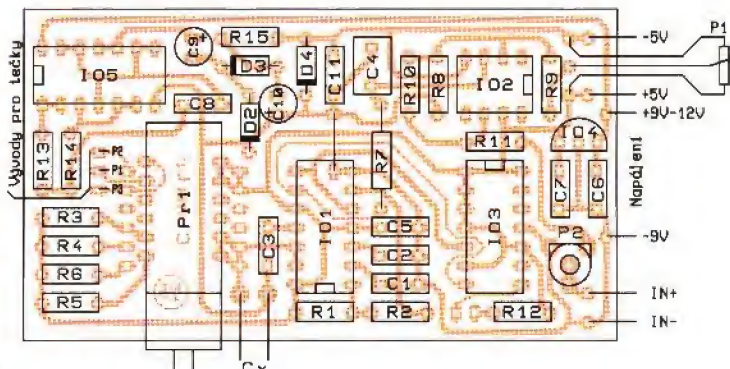 C9+
R15
D3
D4
C11
C4
R10
R8
IO2
R9
-5V
P1
IO5
C8
D2
C10
+
+5V
+9V-12V
Vývody pro tečky
R13
R14
P2
P1
P3
R7
R11
IO4
Napájení
R3
Pr1
IO1
IO3
C7
C6
R4
C3
C5
P2
-9V
R6
C2
R5
C1
IN+
R1
R2
R12
IN-
Cx